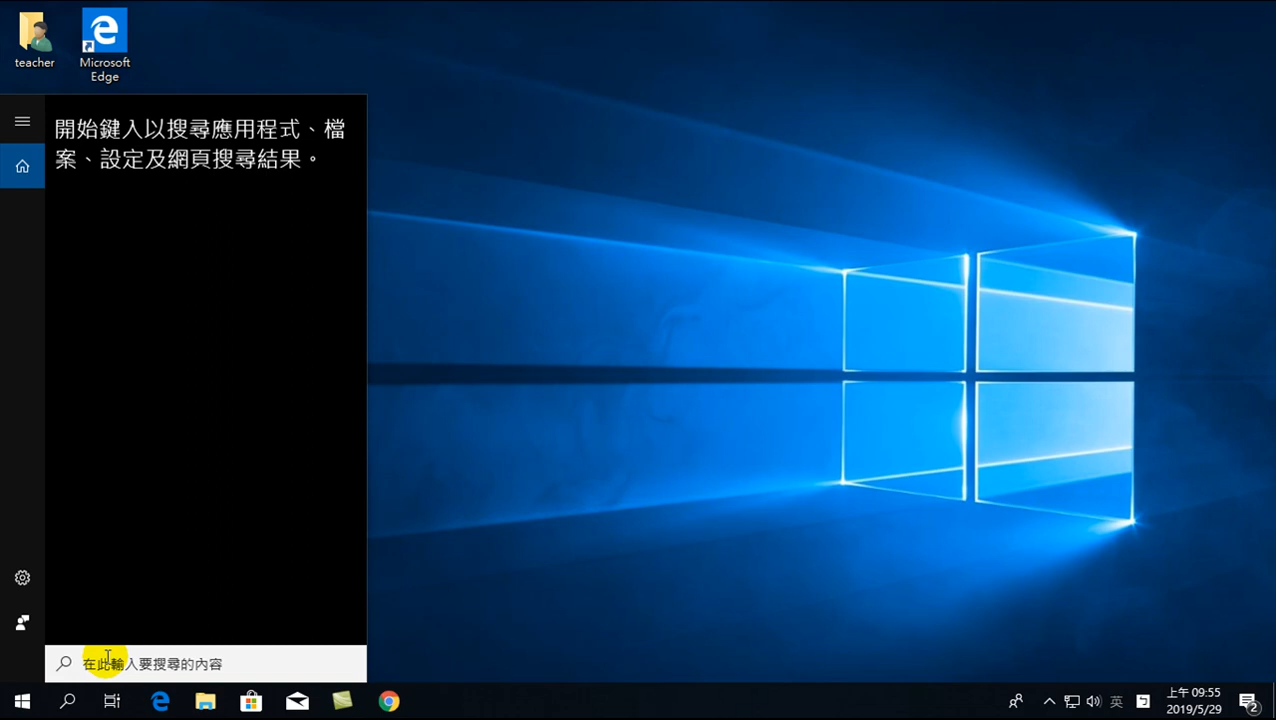 teacher
Microsoft
Edge
開始鍵入以搜尋應用程式、檔
案、設定及網頁搜尋結果。
在此輸入要搜尋的內容
英
上午 09:55
2019/5/29
2